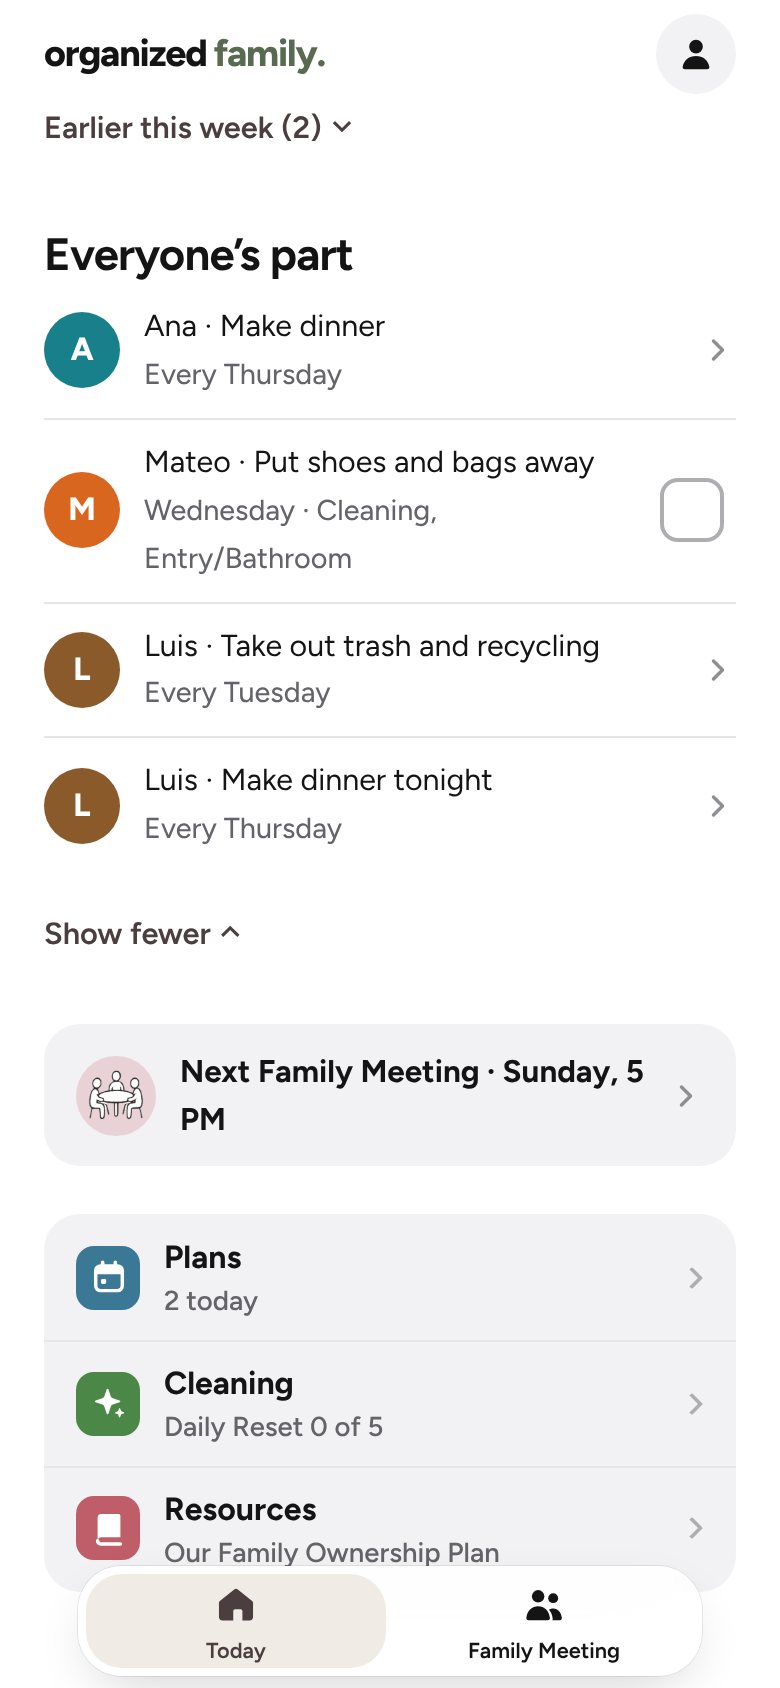 organized family.
Earlier this week (2)
Everyone’s part
A
Ana · Make dinner
Every Thursday
M
Mateo · Put shoes and bags away
Wednesday · Cleaning,
Entry/Bathroom
L
Luis · Take out trash and recycling
Every Tuesday
L
Luis · Make dinner tonight
Every Thursday
Show fewer
Next Family Meeting · Sunday, 5
PM
Plans
2 today
Cleaning
Daily Reset 0 of 5
Resources
Our Family Ownership Plan
Today
Family Meeting